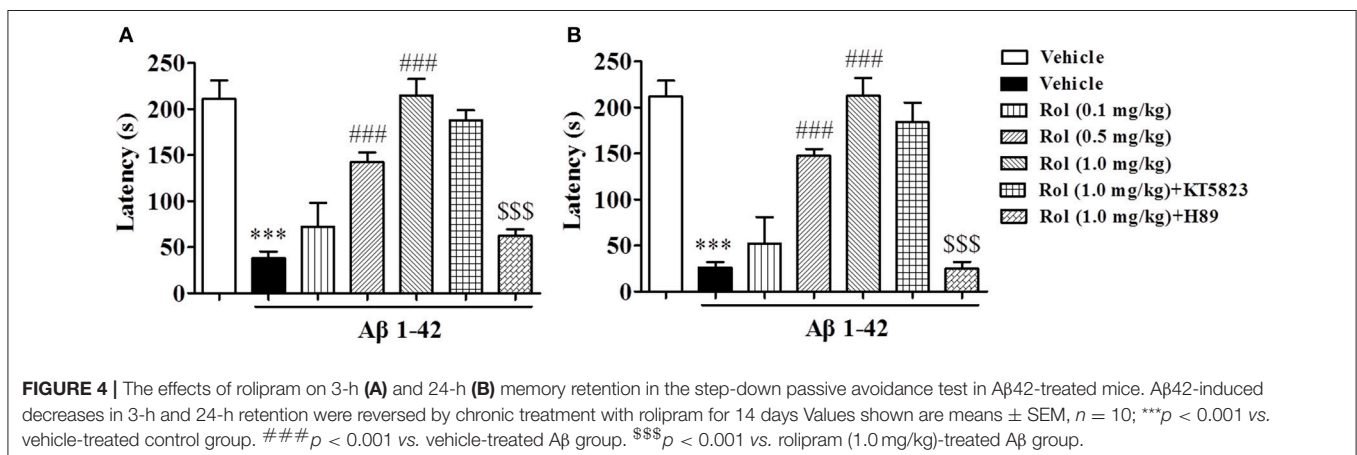 A
B
250
200
150
100
50
0
Latency (s)
***
###
###
$$$
Aβ 1-42
250
200
150
100
50
0
Latency (s)
***
###
###
$$$
Aβ 1-42
Vehicle
Vehicle
Rol (0.1 mg/kg)
Rol (0.5 mg/kg)
Rol (1.0 mg/kg)
Rol (1.0 mg/kg)+KT5823
Rol (1.0 mg/kg)+H89
FIGURE 4 | The effects of rolipram on 3-h (A) and 24-h (B) memory retention in the step-down passive avoidance test in Aβ42-treated mice. Aβ42-induced
decreases in 3-h and 24-h retention were reversed by chronic treatment with rolipram for 14 days Values shown are means ± SEM, n = 10; ***p < 0.001 vs.
vehicle-treated control group. ###p < 0.001 vs. vehicle-treated Aβ group. $$$p < 0.001 vs. rolipram (1.0 mg/kg)-treated Aβ group.